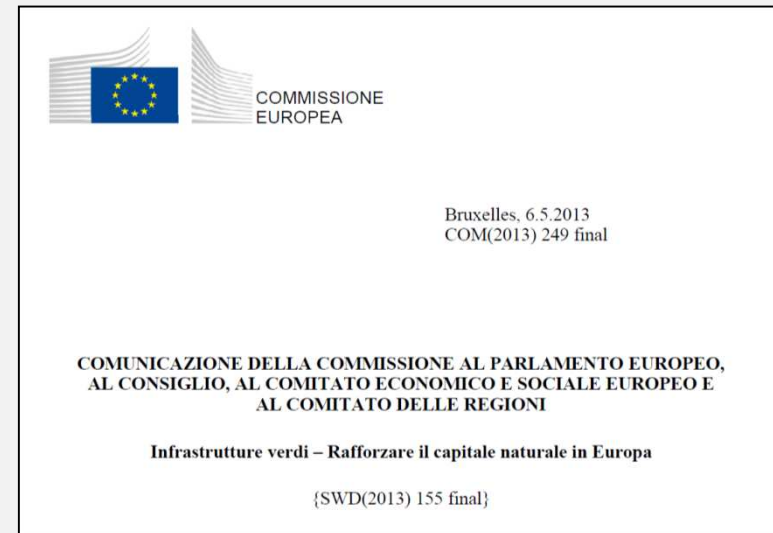 COMMISSIONE
EUROPEA
Bruxelles, 6.5.2013
COM(2013) 249 final
COMUNICAZIONE DELLA COMMISSIONE AL PARLAMENTO EUROPEO,
AL CONSIGLIO, AL COMITATO ECONOMICO E SOCIALE EUROPEO E
AL COMITATO DELLE REGIONI
Infrastrutture verdi – Rafforzare il capitale naturale in Europa
{SWD(2013) 155 final}